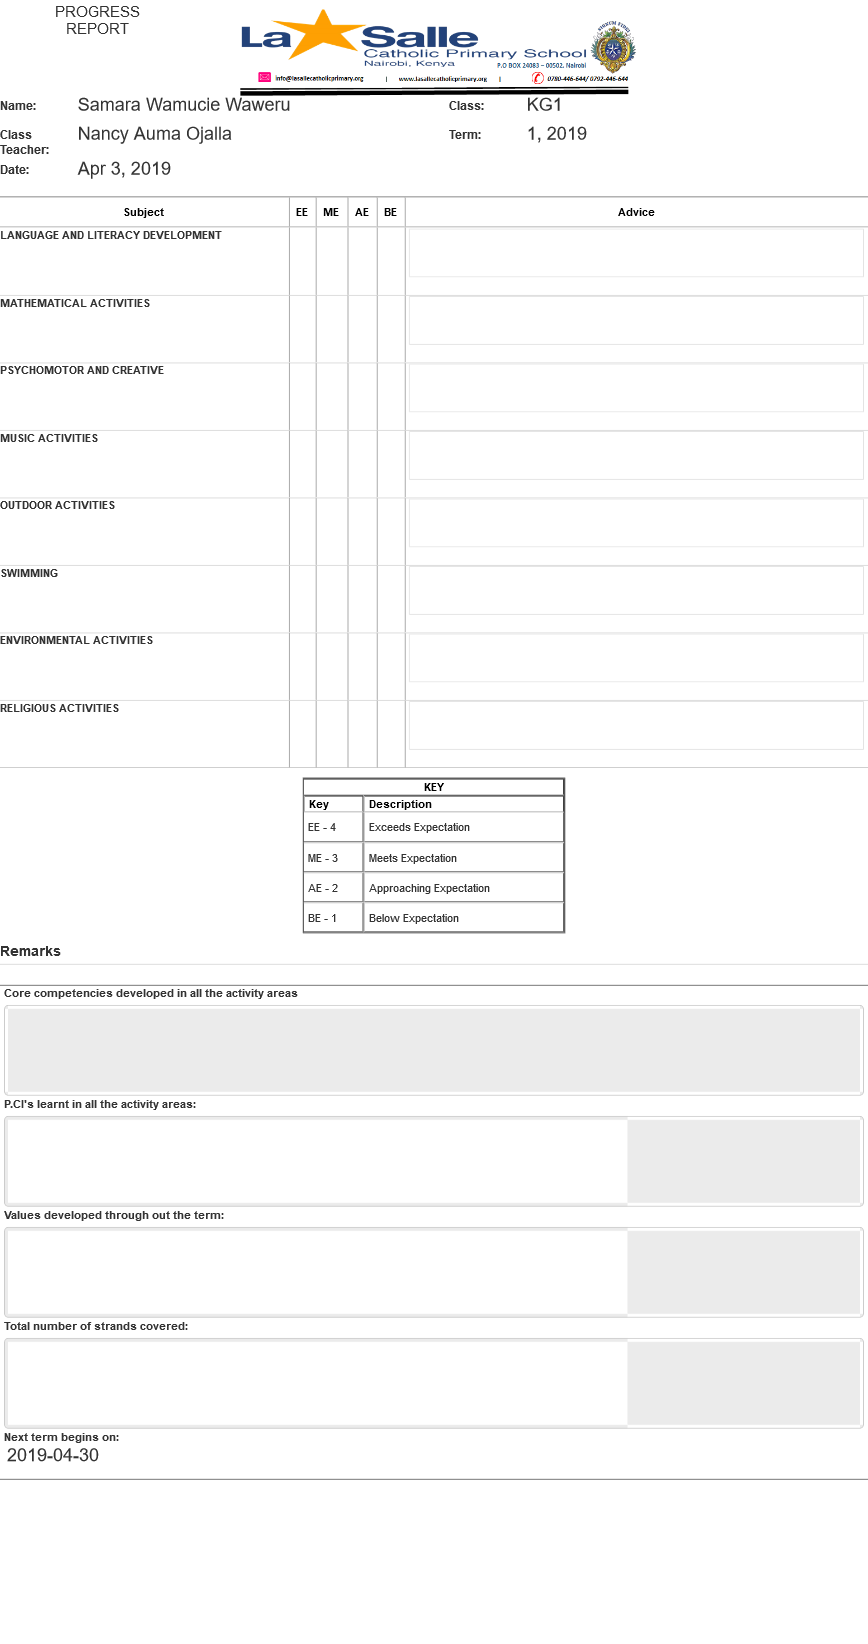 PROGRESS
REPORT
La Salle
Catholic Primary School
Nairobi, Kenya
P.O BOX 24083 – 00502, Nairobi
info@lasallecatholicprimary.org | www.lasallecatholicprimary.org | 0780-446-644/ 0792-446-644
Name: Samara Wamucie Waweru Class: KG1
Class Teacher: Nancy Auma Ojalla Term: 1, 2019
Date: Apr 3, 2019
Subject EE ME AE BE Advice
LANGUAGE AND LITERACY DEVELOPMENT
MATHEMATICAL ACTIVITIES
PSYCHOMOTOR AND CREATIVE
MUSIC ACTIVITIES
OUTDOOR ACTIVITIES
SWIMMING
ENVIRONMENTAL ACTIVITIES
RELIGIOUS ACTIVITIES
KEY
Key Description
EE - 4 Exceeds Expectation
ME - 3 Meets Expectation
AE - 2 Approaching Expectation
BE - 1 Below Expectation
Remarks
Core competencies developed in all the activity areas
P.CI's learnt in all the activity areas:
Values developed through out the term:
Total number of strands covered:
Next term begins on:
2019-04-30